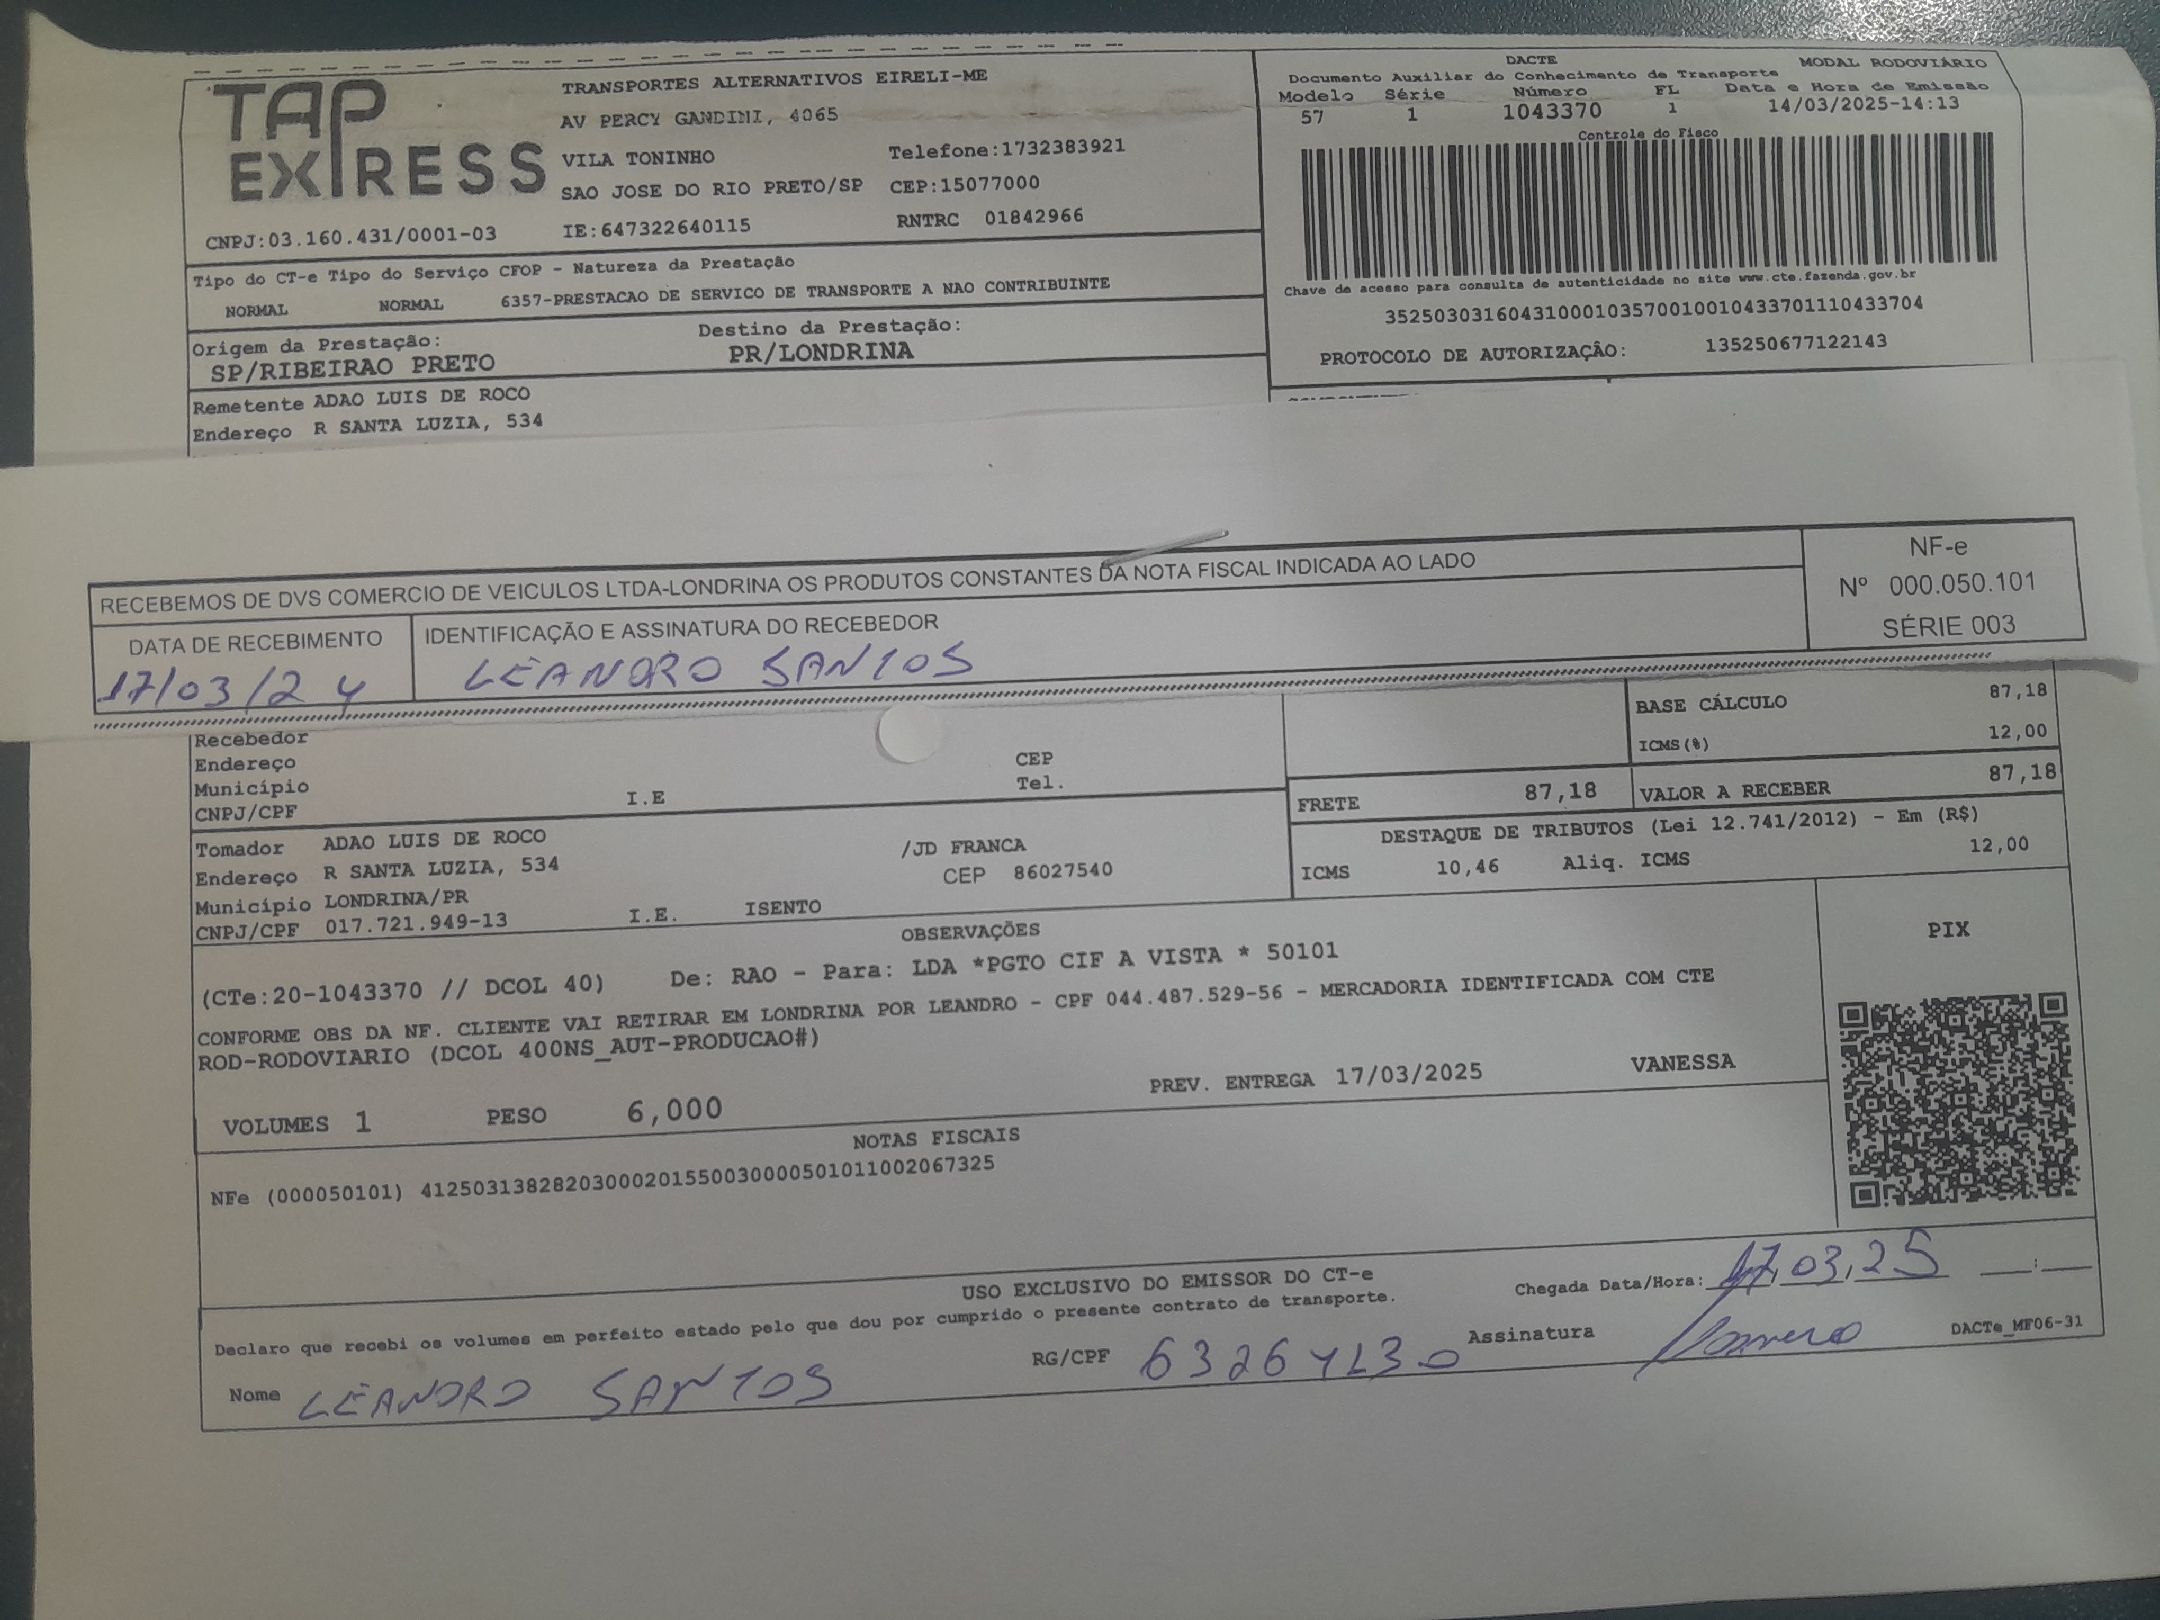 TAP EXPRESS
TRANSPORTES ALTERNATIVOS EIRELI-ME
AV PERCY GANDINI, 4065
VILA TONINHO Telefone:1732383921
SAO JOSE DO RIO PRETO/SP CEP:15077000
CNPJ:03.160.431/0001-03 IE:647322640115 RNTRC 01842966
DACTE MODAL RODOVIÁRIO
Documento Auxiliar do Conhecimento de Transporte
Modelo Série Número FL Data e Hora de Emissão
57 1 1043370 1 14/03/2025-14:13
Controle do Fisco
Chave de acesso para consulta de autenticidade no site www.cte.fazenda.gov.br
35250303160431000103570010010433701110433704
PROTOCOLO DE AUTORIZAÇÃO: 135250677122143
Tipo do CT-e Tipo do Serviço CFOP - Natureza da Prestação
NORMAL NORMAL 6357-PRESTACAO DE SERVICO DE TRANSPORTE A NAO CONTRIBUINTE
Origem da Prestação: Destino da Prestação:
SP/RIBEIRAO PRETO PR/LONDRINA
Remetente ADAO LUIS DE ROCO
Endereço R SANTA LUZIA, 534
RECEBEMOS DE DVS COMERCIO DE VEICULOS LTDA-LONDRINA OS PRODUTOS CONSTANTES DA NOTA FISCAL INDICADA AO LADO
NF-e
Nº 000.050.101
SÉRIE 003
DATA DE RECEBIMENTO IDENTIFICAÇÃO E ASSINATURA DO RECEBEDOR
17/03/24 LEANDRO SANTOS
Recebedor
Endereço CEP
Município Tel.
CNPJ/CPF I.E
BASE CÁLCULO 87,18
ICMS(%) 12,00
FRETE 87,18 VALOR A RECEBER 87,18
DESTAQUE DE TRIBUTOS (Lei 12.741/2012) - Em (R$)
ICMS 10,46 Aliq. ICMS 12,00
Tomador ADAO LUIS DE ROCO /JD FRANCA
Endereço R SANTA LUZIA, 534 CEP 86027540
Município LONDRINA/PR
CNPJ/CPF 017.721.949-13 I.E. ISENTO
OBSERVAÇÕES
(CTe:20-1043370 // DCOL 40) De: RAO - Para: LDA *PGTO CIF A VISTA * 50101
CONFORME OBS DA NF. CLIENTE VAI RETIRAR EM LONDRINA POR LEANDRO - CPF 044.487.529-56 - MERCADORIA IDENTIFICADA COM CTE
ROD-RODOVIARIO (DCOL 400NS_AUT-PRODUCAO#)
PREV. ENTREGA 17/03/2025 VANESSA
VOLUMES 1 PESO 6,000
PIX
NOTAS FISCAIS
NFe (000050101) 41250313828203000201550030000501011002067325
USO EXCLUSIVO DO EMISSOR DO CT-e
Chegada Data/Hora: 17.03.25 __:__
Declaro que recebi os volumes em perfeito estado pelo que dou por cumprido o presente contrato de transporte.
Nome LEANDRO SANTOS RG/CPF Assinatura DACTe_MF06-31